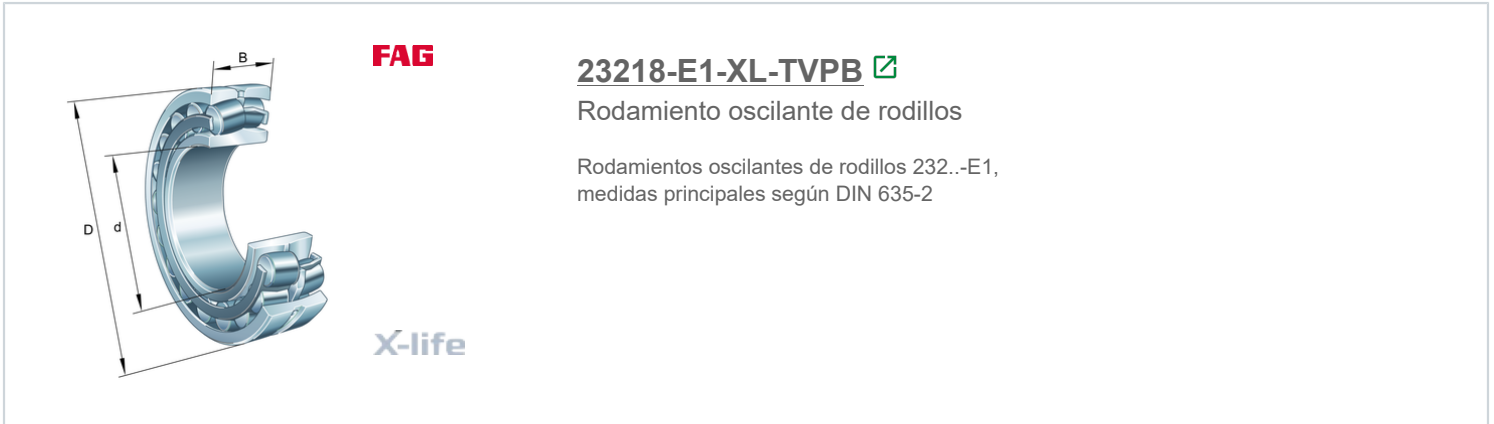 FAG
B
23218-E1-XL-TVPB
Rodamiento oscilante de rodillos
Rodamientos oscilantes de rodillos 232..-E1,
medidas principales según DIN 635-2
D
d
X-life